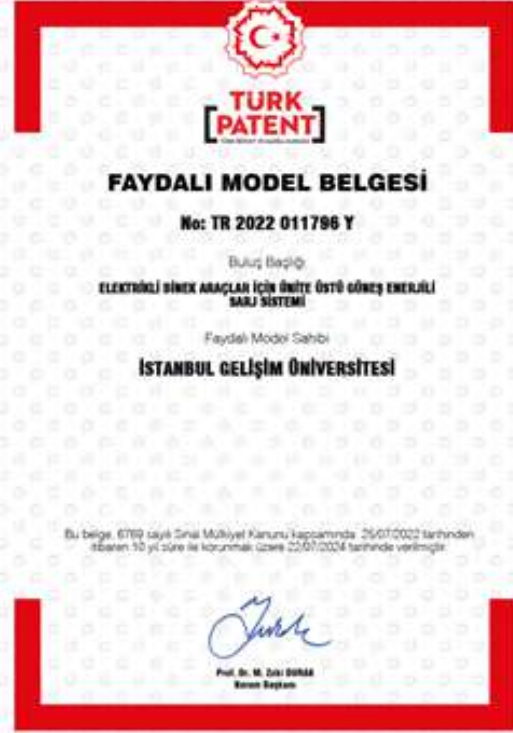 TÜRK
PATENT
FAYDALI MODEL BELGESİ
No: TR 2022 011796 Y
Buluş Başlığı
ELEKTRİKLİ BİNEK ARAÇLAR İÇİN ÜNİTE ÜSTÜ GÜNEŞ ENERJİLİ
ŞARJ SİSTEMİ
Faydalı Model Sahibi
İSTANBUL GELİŞİM ÜNİVERSİTESİ
Bu belge, 6769 sayılı Sınai Mülkiyet Kanunu kapsamında 25/07/2022 tarihinden
itibaren 10 yıl süre ile korunmak üzere 22/07/2024 tarihinde verilmiştir.
Prof. Dr. M. Zeki DURAK
Kurum Başkanı